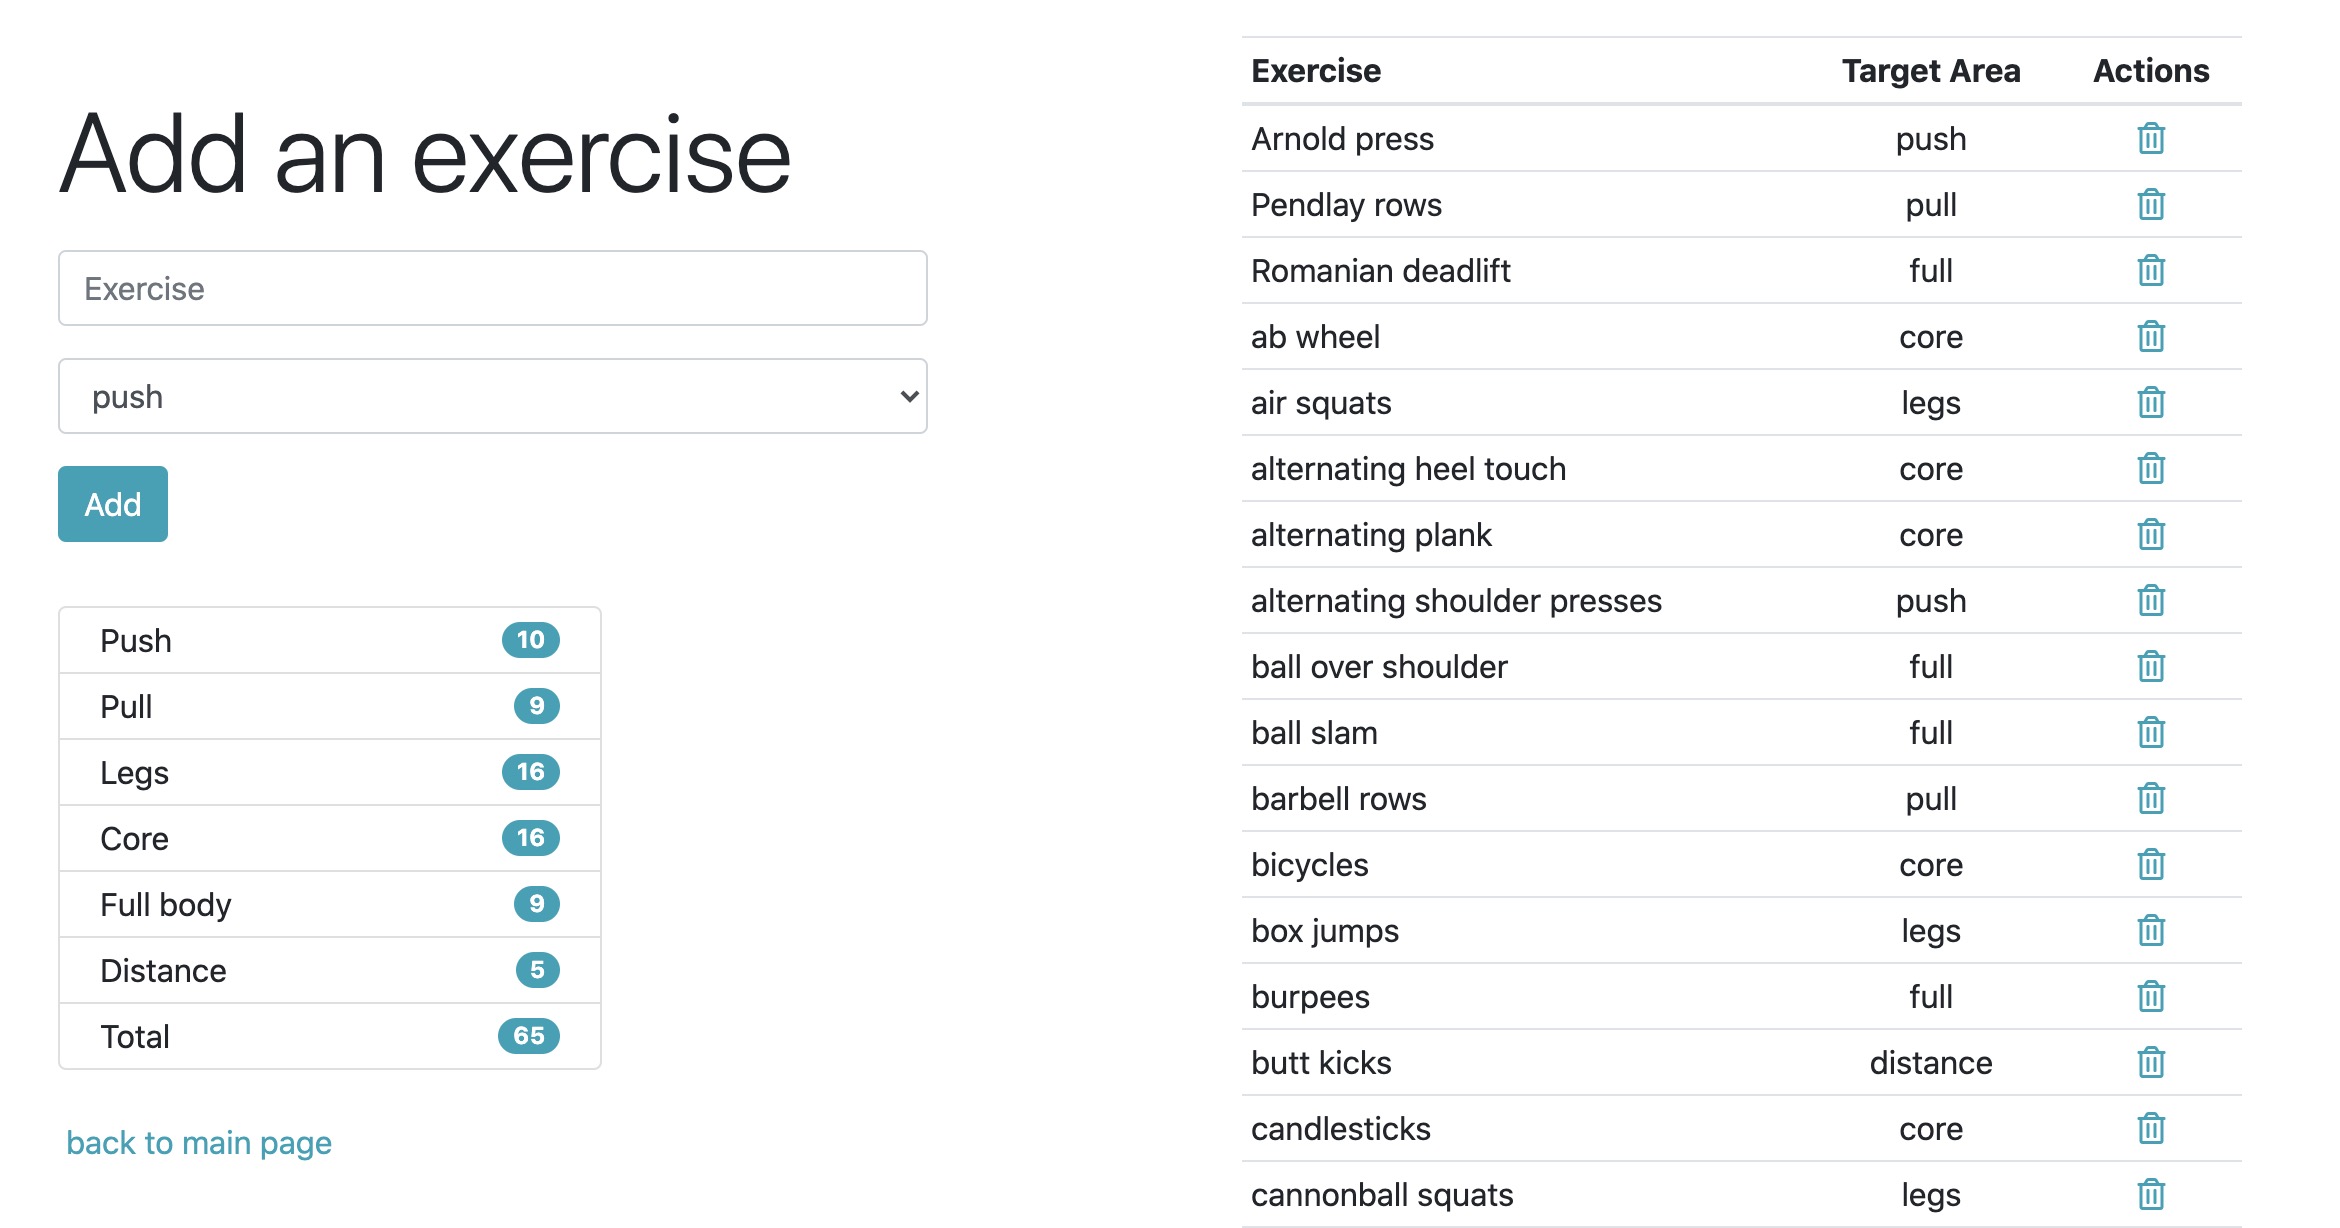 Add an exercise
Exercise
push
Add
Push 10
Pull 9
Legs 16
Core 16
Full body 9
Distance 5
Total 65
back to main page
Exercise Target Area Actions
Arnold press push
Pendlay rows pull
Romanian deadlift full
ab wheel core
air squats legs
alternating heel touch core
alternating plank core
alternating shoulder presses push
ball over shoulder full
ball slam full
barbell rows pull
bicycles core
box jumps legs
burpees full
butt kicks distance
candlesticks core
cannonball squats legs